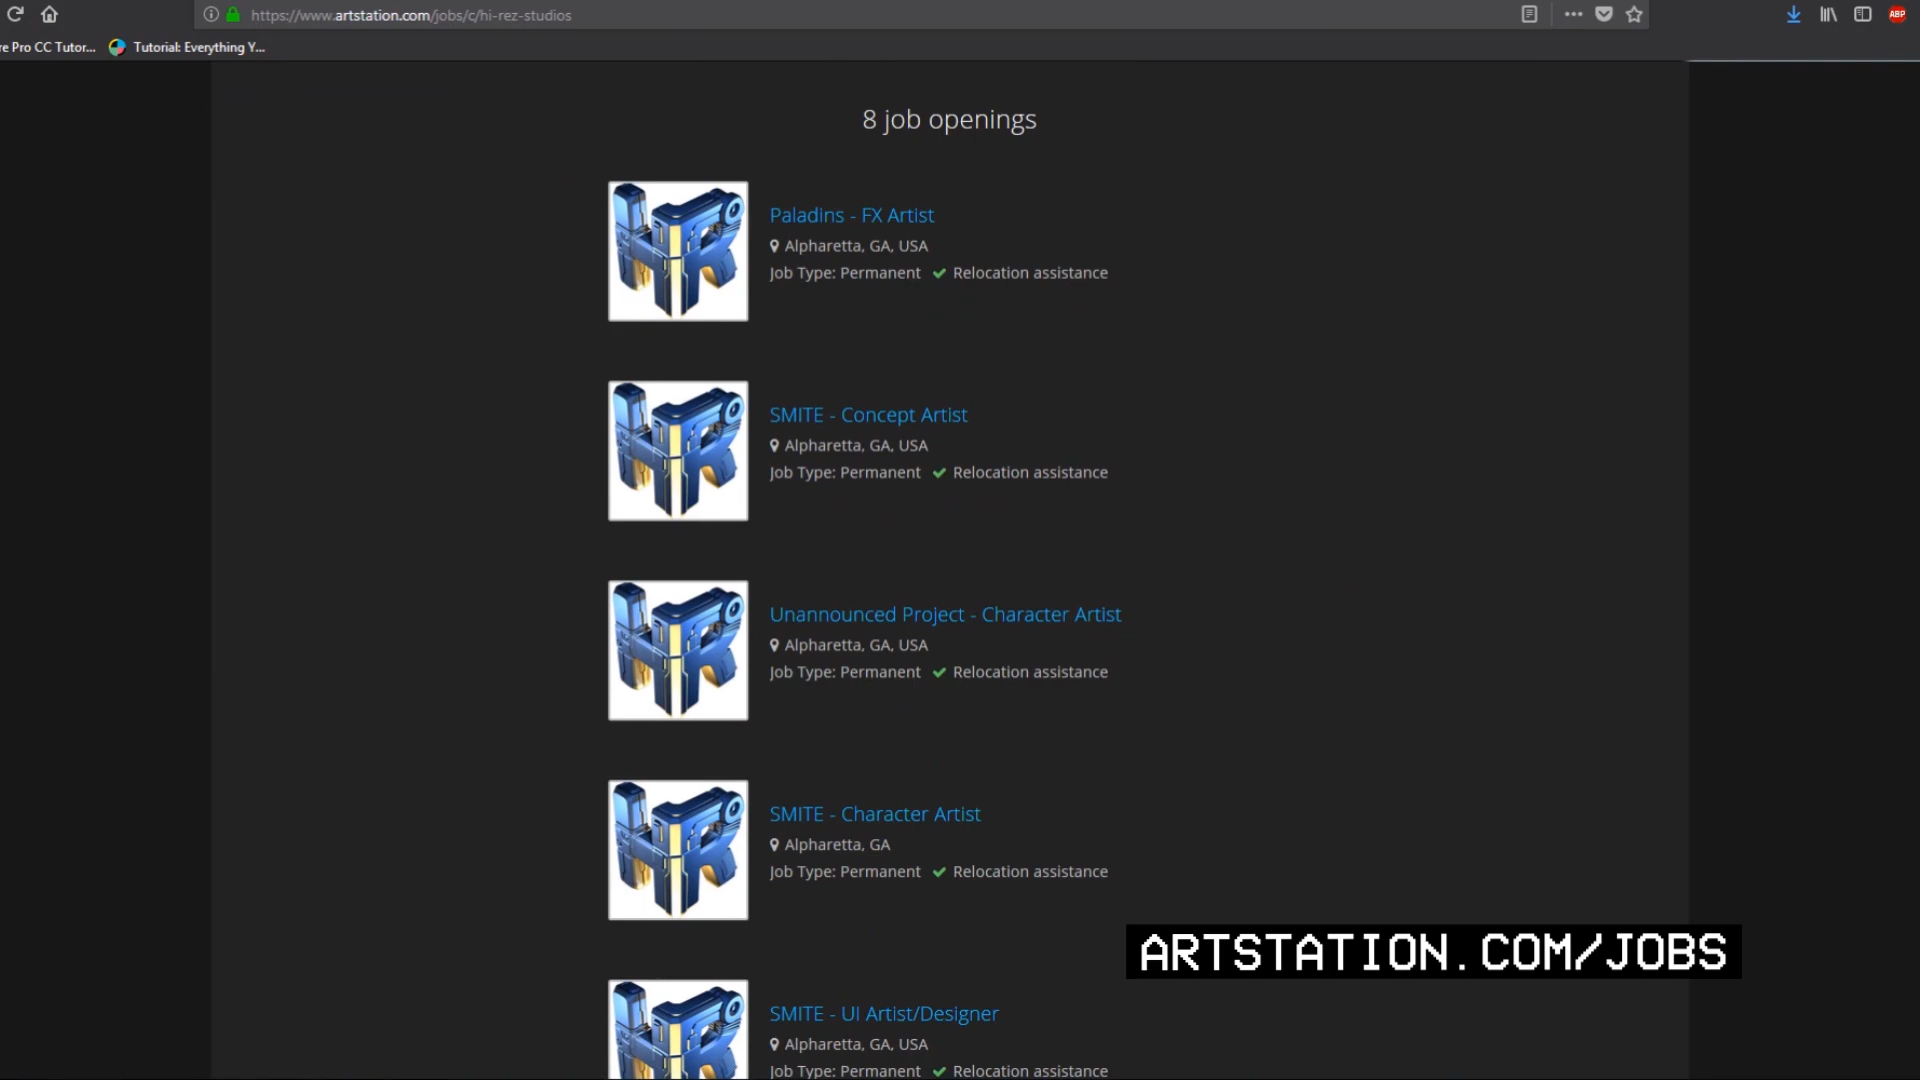 https://www.artstation.com/jobs/c/hi-rez-studios
ABP
re Pro CC Tutor...
Tutorial: Everything Y...
8 job openings
Paladins - FX Artist
Alpharetta, GA, USA
Job Type: Permanent Relocation assistance
SMITE - Concept Artist
Alpharetta, GA, USA
Job Type: Permanent Relocation assistance
Unannounced Project - Character Artist
Alpharetta, GA, USA
Job Type: Permanent Relocation assistance
SMITE - Character Artist
Alpharetta, GA
Job Type: Permanent Relocation assistance
ARTSTATION.COM/JOBS
SMITE - UI Artist/Designer
Alpharetta, GA, USA
Job Type: Permanent Relocation assistance